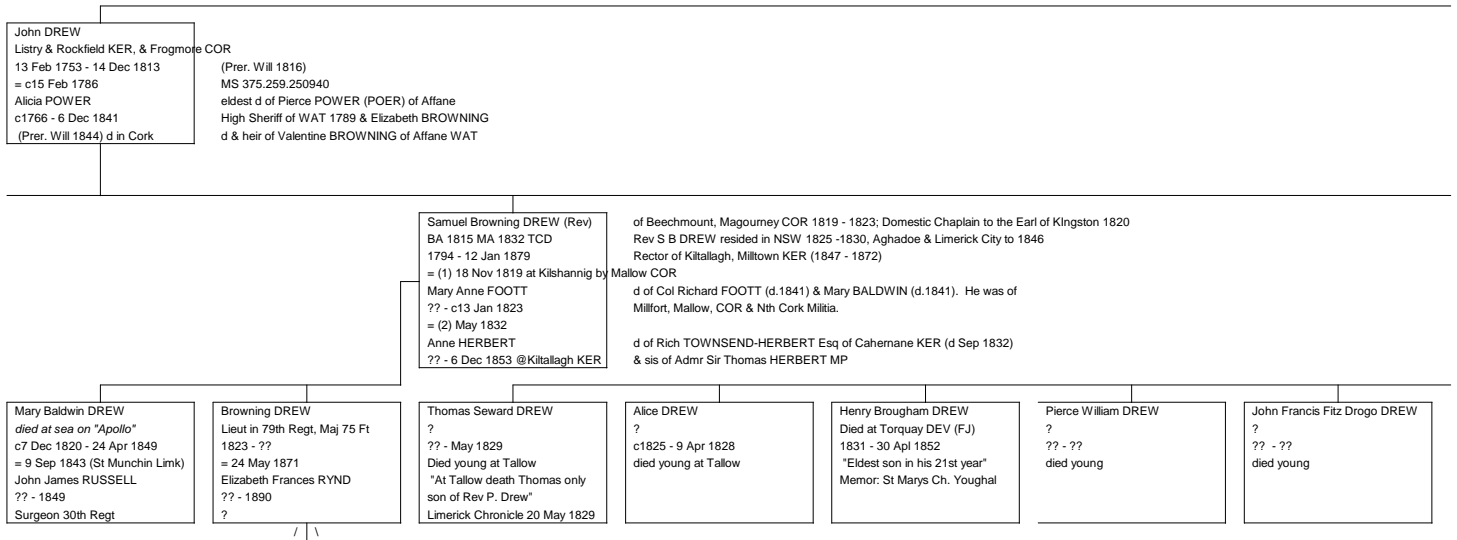 John DREW
Listry & Rockfield KER, & Frogmore COR
13 Feb 1753 - 14 Dec 1813
(Prer. Will 1816)
= c15 Feb 1786
MS 375.259.250940
Alicia POWER
eldest d of Pierce POWER (POER) of Affane
c1766 - 6 Dec 1841
High Sheriff of WAT 1789 & Elizabeth BROWNING
(Prer. Will 1844) d in Cork
d & heir of Valentine BROWNING of Affane WAT
Samuel Browning DREW (Rev)
of Beechmount, Magourney COR 1819 - 1823; Domestic Chaplain to the Earl of KIngston 1820
BA 1815 MA 1832 TCD
Rev S B DREW resided in NSW 1825 -1830, Aghadoe & Limerick City to 1846
1794 - 12 Jan 1879
Rector of Kiltallagh, Milltown KER (1847 - 1872)
= (1) 18 Nov 1819 at Kilshannig by Mallow COR
Mary Anne FOOTT
d of Col Richard FOOTT (d.1841) & Mary BALDWIN (d.1841).  He was of
?? - c13 Jan 1823
Millfort, Mallow, COR & Nth Cork Militia.
= (2) May 1832
Anne HERBERT
d of Rich TOWNSEND-HERBERT Esq of Cahernane KER (d Sep 1832)
?? - 6 Dec 1853 @Kiltallagh KER
& sis of Admr Sir Thomas HERBERT MP
Mary Baldwin DREW
died at sea on "Apollo"
c7 Dec 1820 - 24 Apr 1849
= 9 Sep 1843 (St Munchin Limk)
John James RUSSELL
?? - 1849
Surgeon 30th Regt
Browning DREW
Lieut in 79th Regt, Maj 75 Ft
1823 - ??
= 24 May 1871
Elizabeth Frances RYND
?? - 1890
?
/ \
Thomas Seward DREW
?
?? - May 1829
Died young at Tallow
"At Tallow death Thomas only
son of Rev P. Drew"
Limerick Chronicle 20 May 1829
Alice DREW
?
c1825 - 9 Apr 1828
died young at Tallow
Henry Brougham DREW
Died at Torquay DEV (FJ)
1831 - 30 Apl 1852
"Eldest son in his 21st year"
Memor: St Marys Ch. Youghal
Pierce William DREW
?
?? - ??
died young
John Francis Fitz Drogo DREW
?
?? - ??
died young